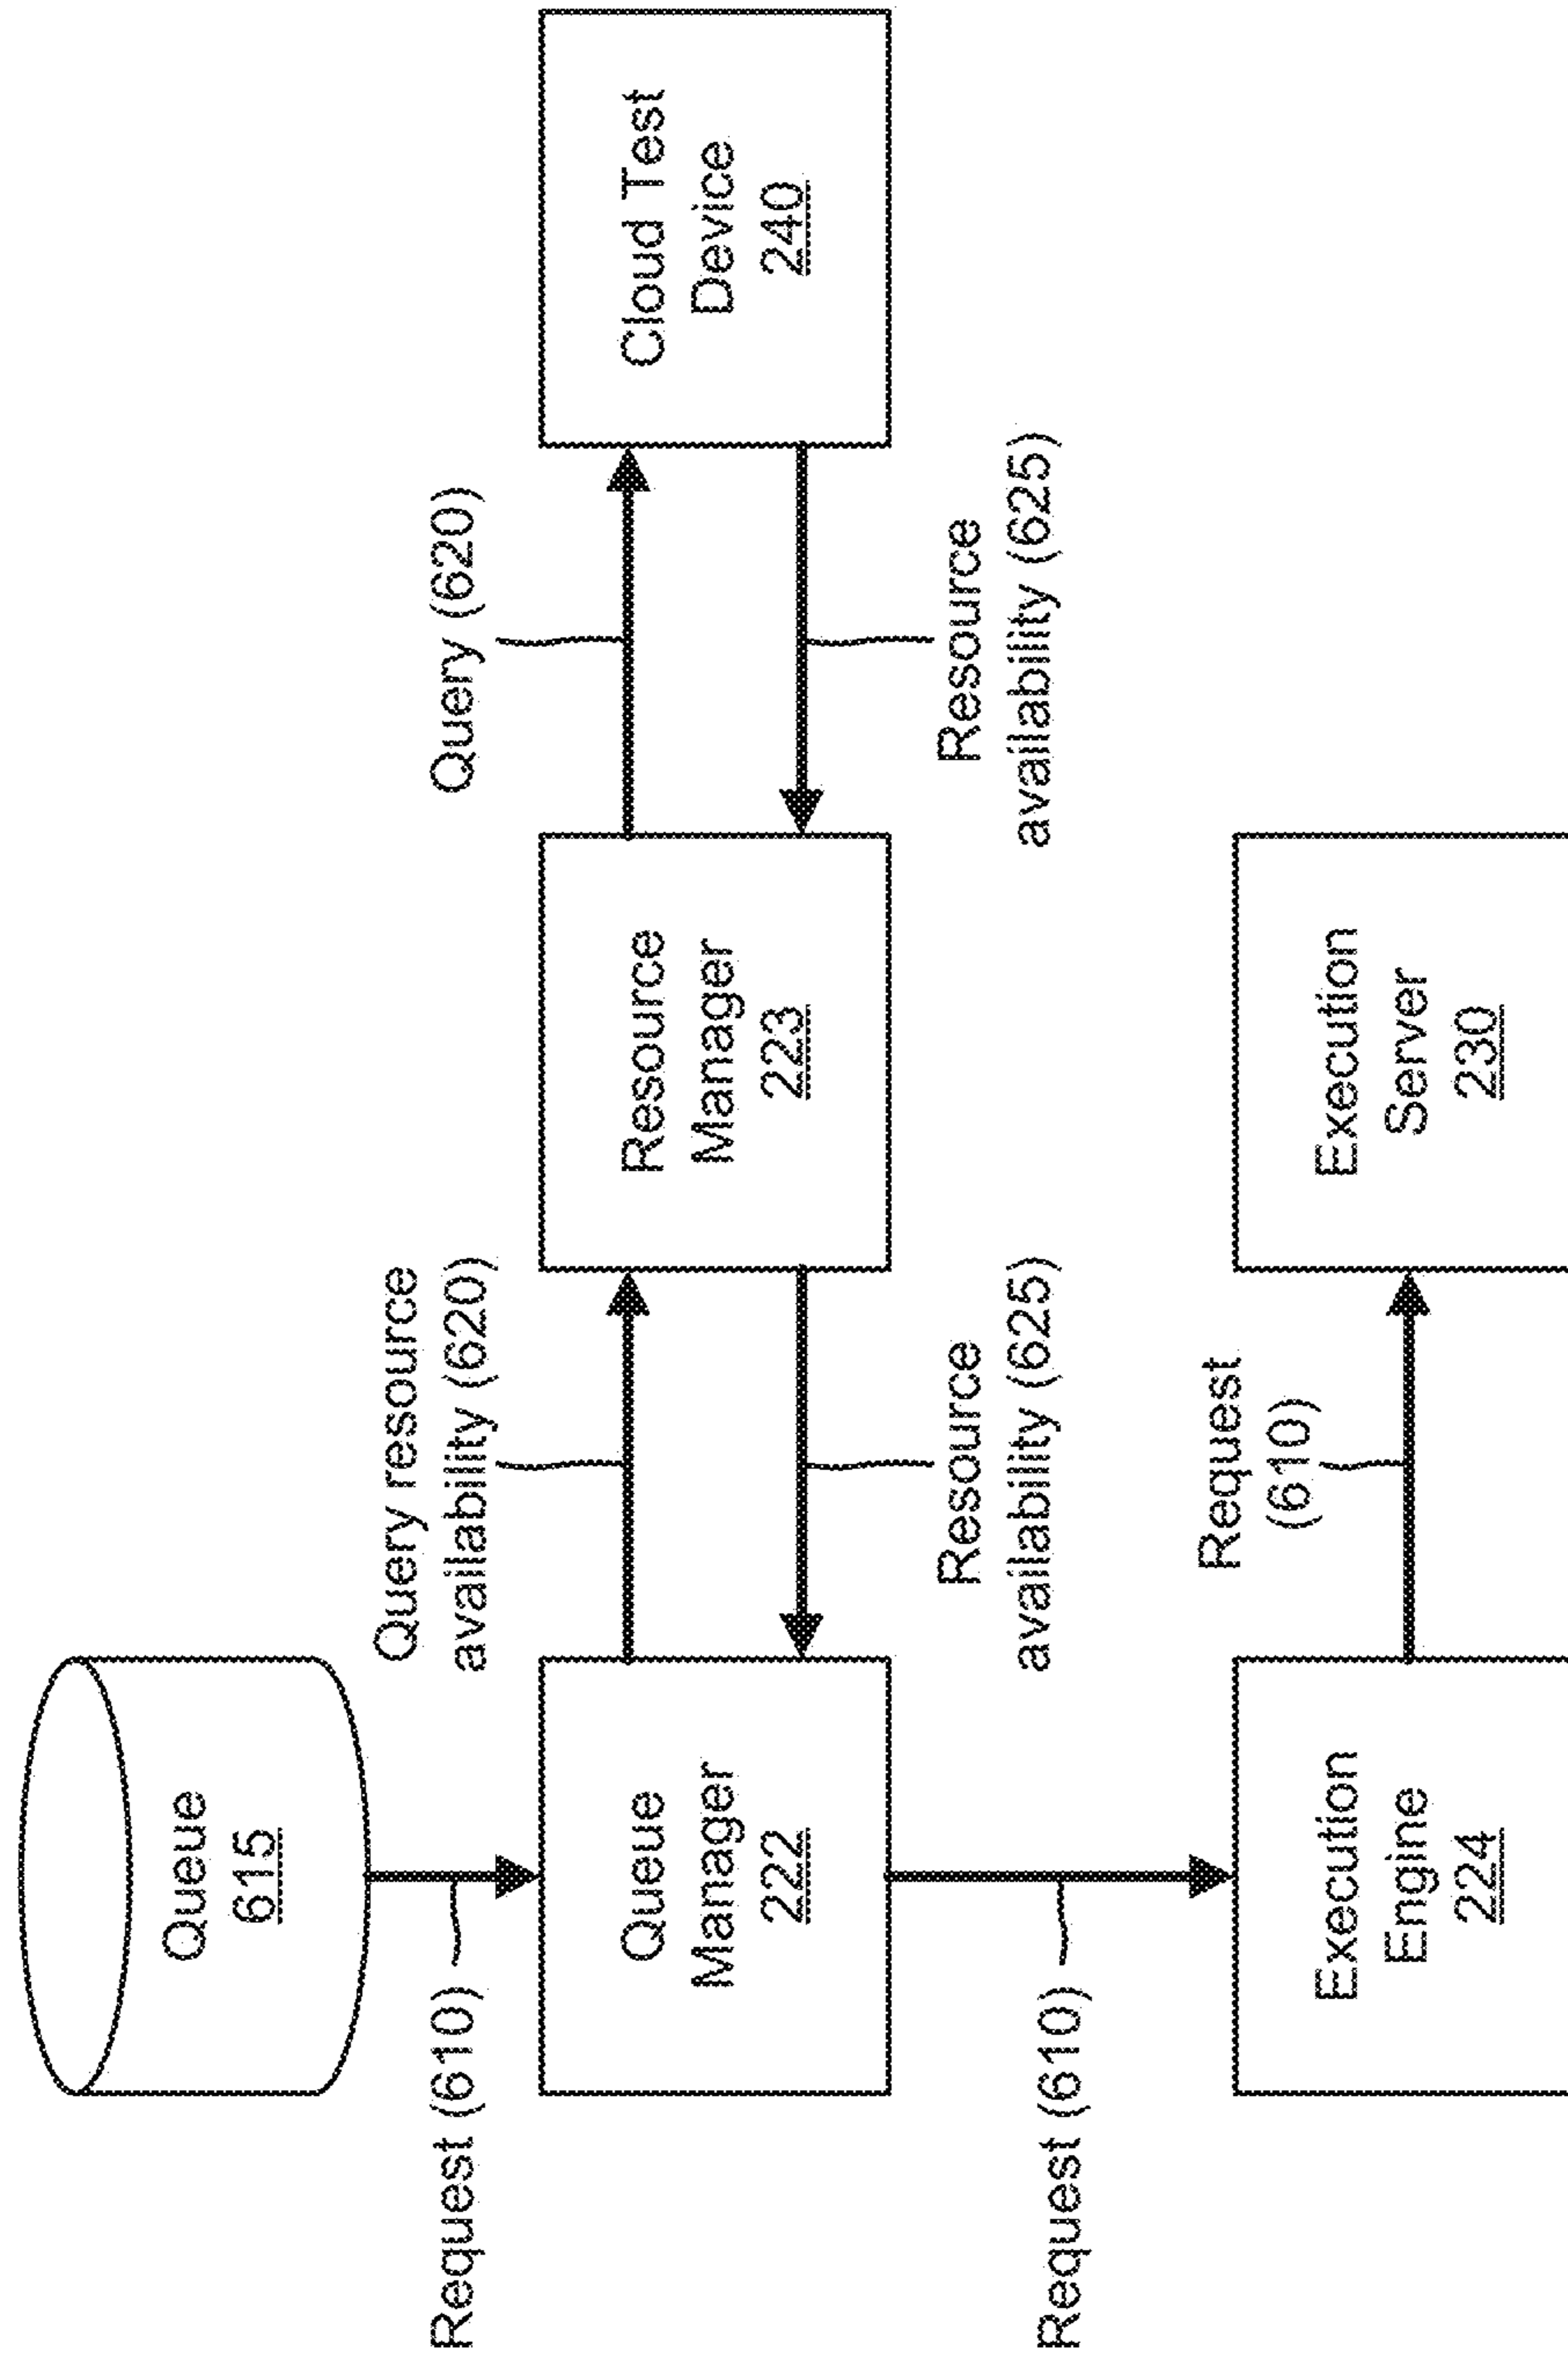 Queue
615
Request (610)
Query resource
availability (620)
Query (620)
Queue
Manager
222
Resource
Manager
223
Cloud Test
Device
240
Resource
availability (625)
Resource
availability (625)
Request (610)
Request
(610)
Execution
Engine
224
Execution
Server
230